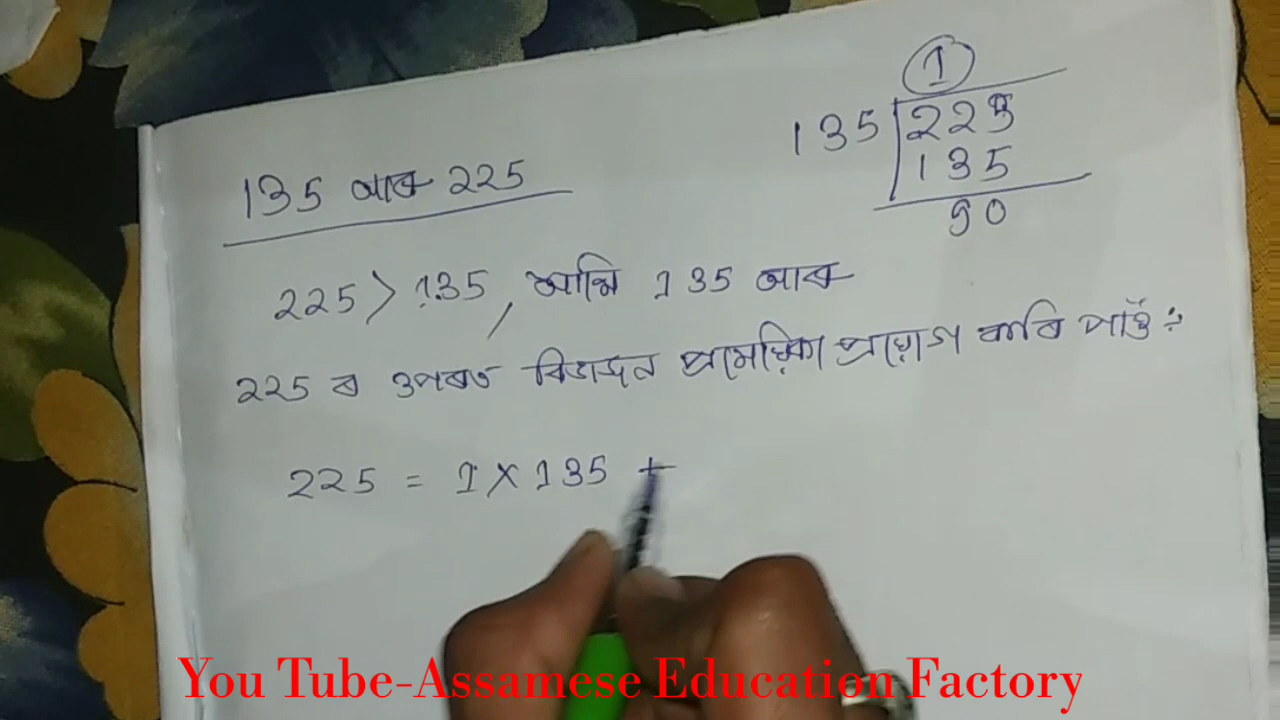 135 আৰু 225
225 > 135, আমি 135 আৰু
225 ৰ ওপৰত বিভাজন প্ৰমেয়িকা প্ৰয়োগ কৰি পাওঁ :
225 = 1 X 135 +
1
135 225
135
90
You Tube-Assamese Education Factory